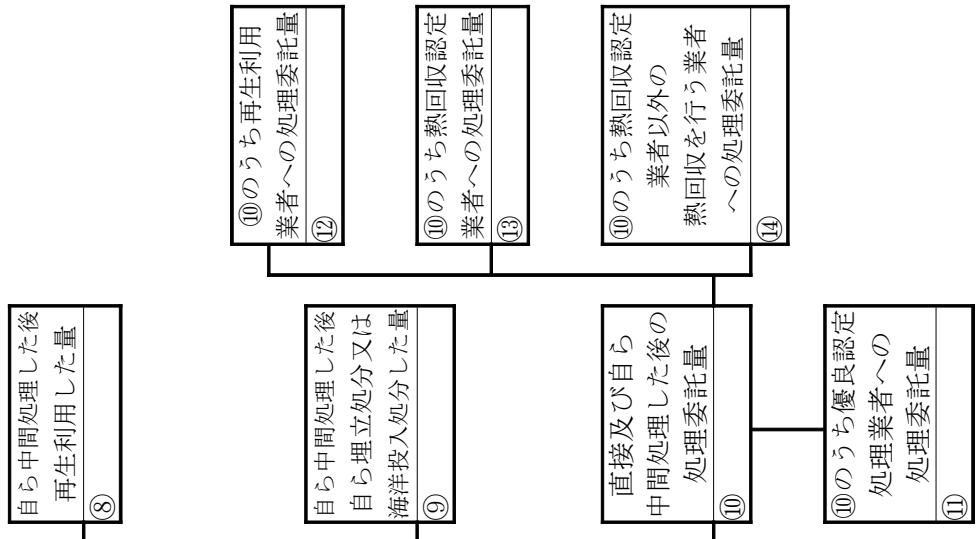 自ら中間処理した後
再生利用した量
⑧
自ら中間処理した後
自ら埋立処分又は
海洋投入処分した量
⑨
直接及び自ら
中間処理した後の
処理委託量
⑩
⑩のうち優良認定
処理業者への
処理委託量
⑪
⑩のうち再生利用
業者への処理委託量
⑫
⑩のうち熱回収認定
業者への処理委託量
⑬
⑩のうち熱回収認定
業者以外の
熱回収を行う業者
への処理委託量
⑭